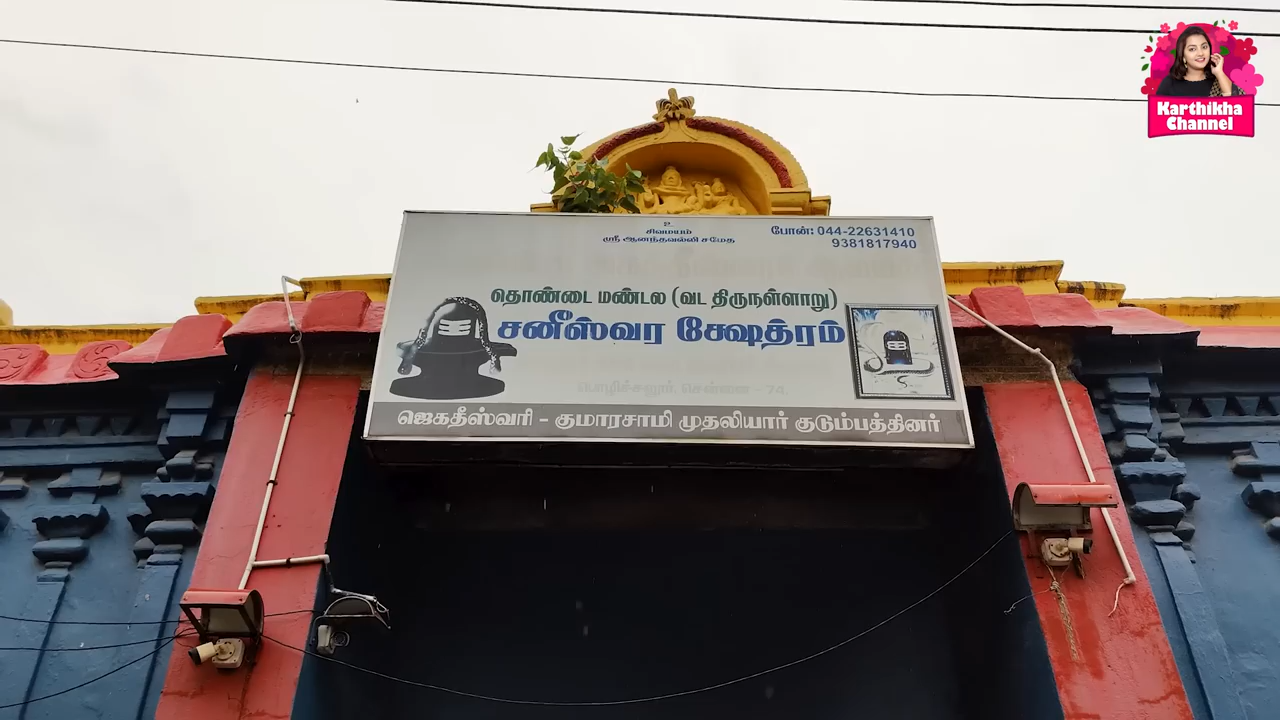 Karthikha
Channel
உ
சிவமயம்
ஸ்ரீ ஆனந்தவல்லி சமேத
போன்: 044-22631410
9381817940
தொண்டை மண்டல (வட திருநள்ளாறு)
சனீஸ்வர க்ஷேத்ரம்
பொழிச்சலூர், சென்னை – 74.
ஜெகதீஸ்வரி – குமாரசாமி முதலியார் குடும்பத்தினர்